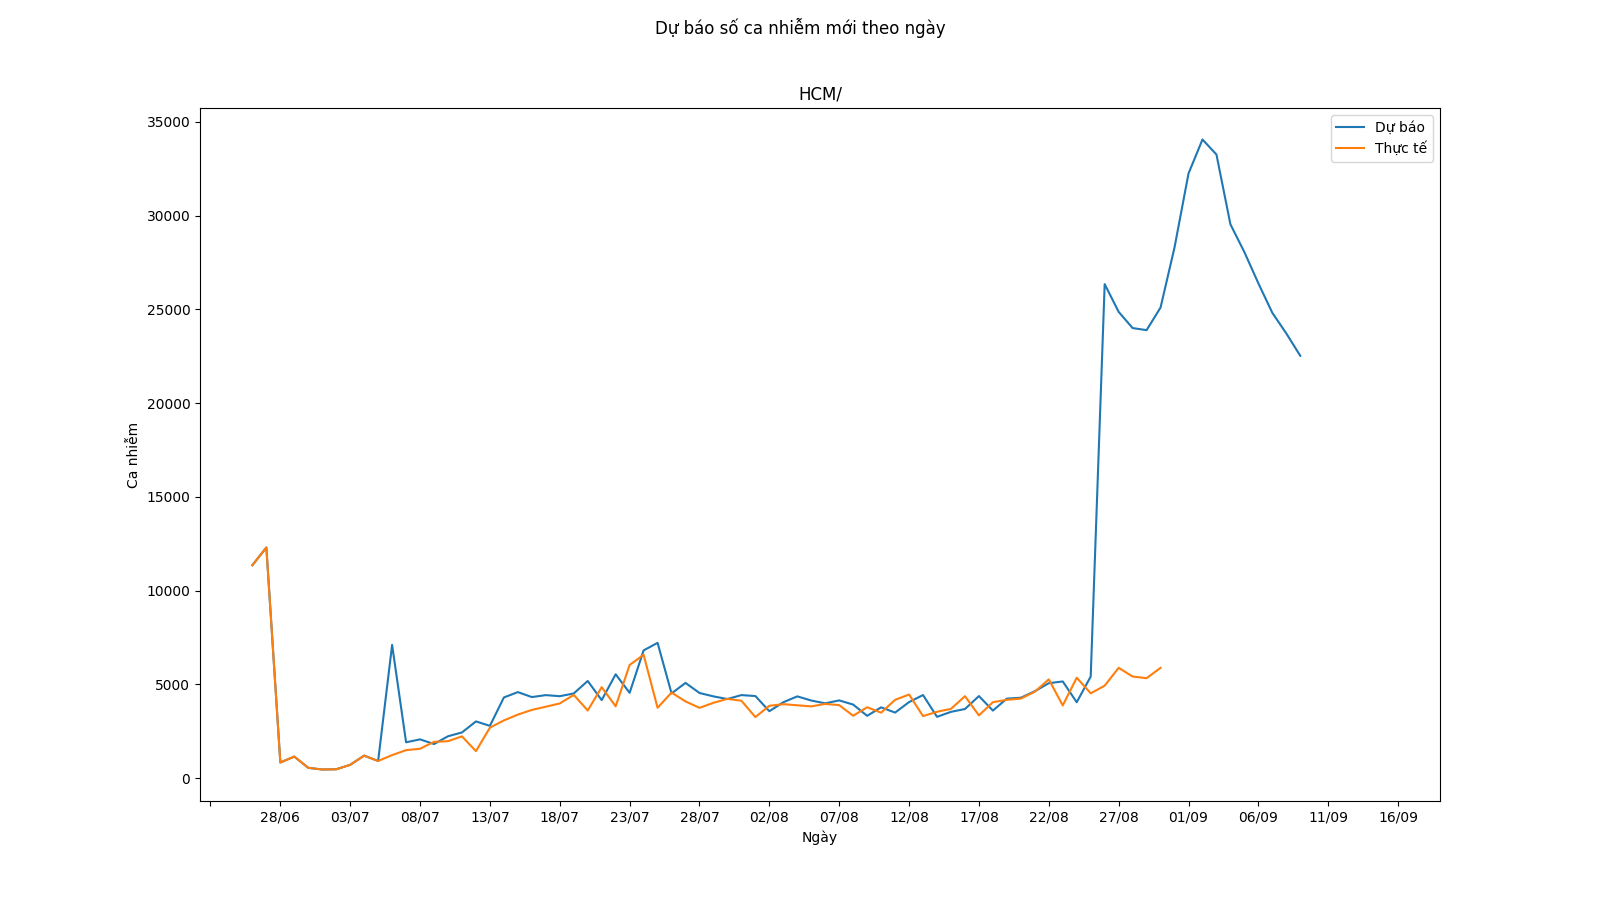 Dự báo số ca nhiễm mới theo ngày
HCM/
Dự báo
Thực tế
Ca nhiễm
35000
30000
25000
20000
15000
10000
5000
0
28/06 03/07 08/07 13/07 18/07 23/07 28/07 02/08 07/08 12/08 17/08 22/08 27/08 01/09 06/09 11/09 16/09
Ngày